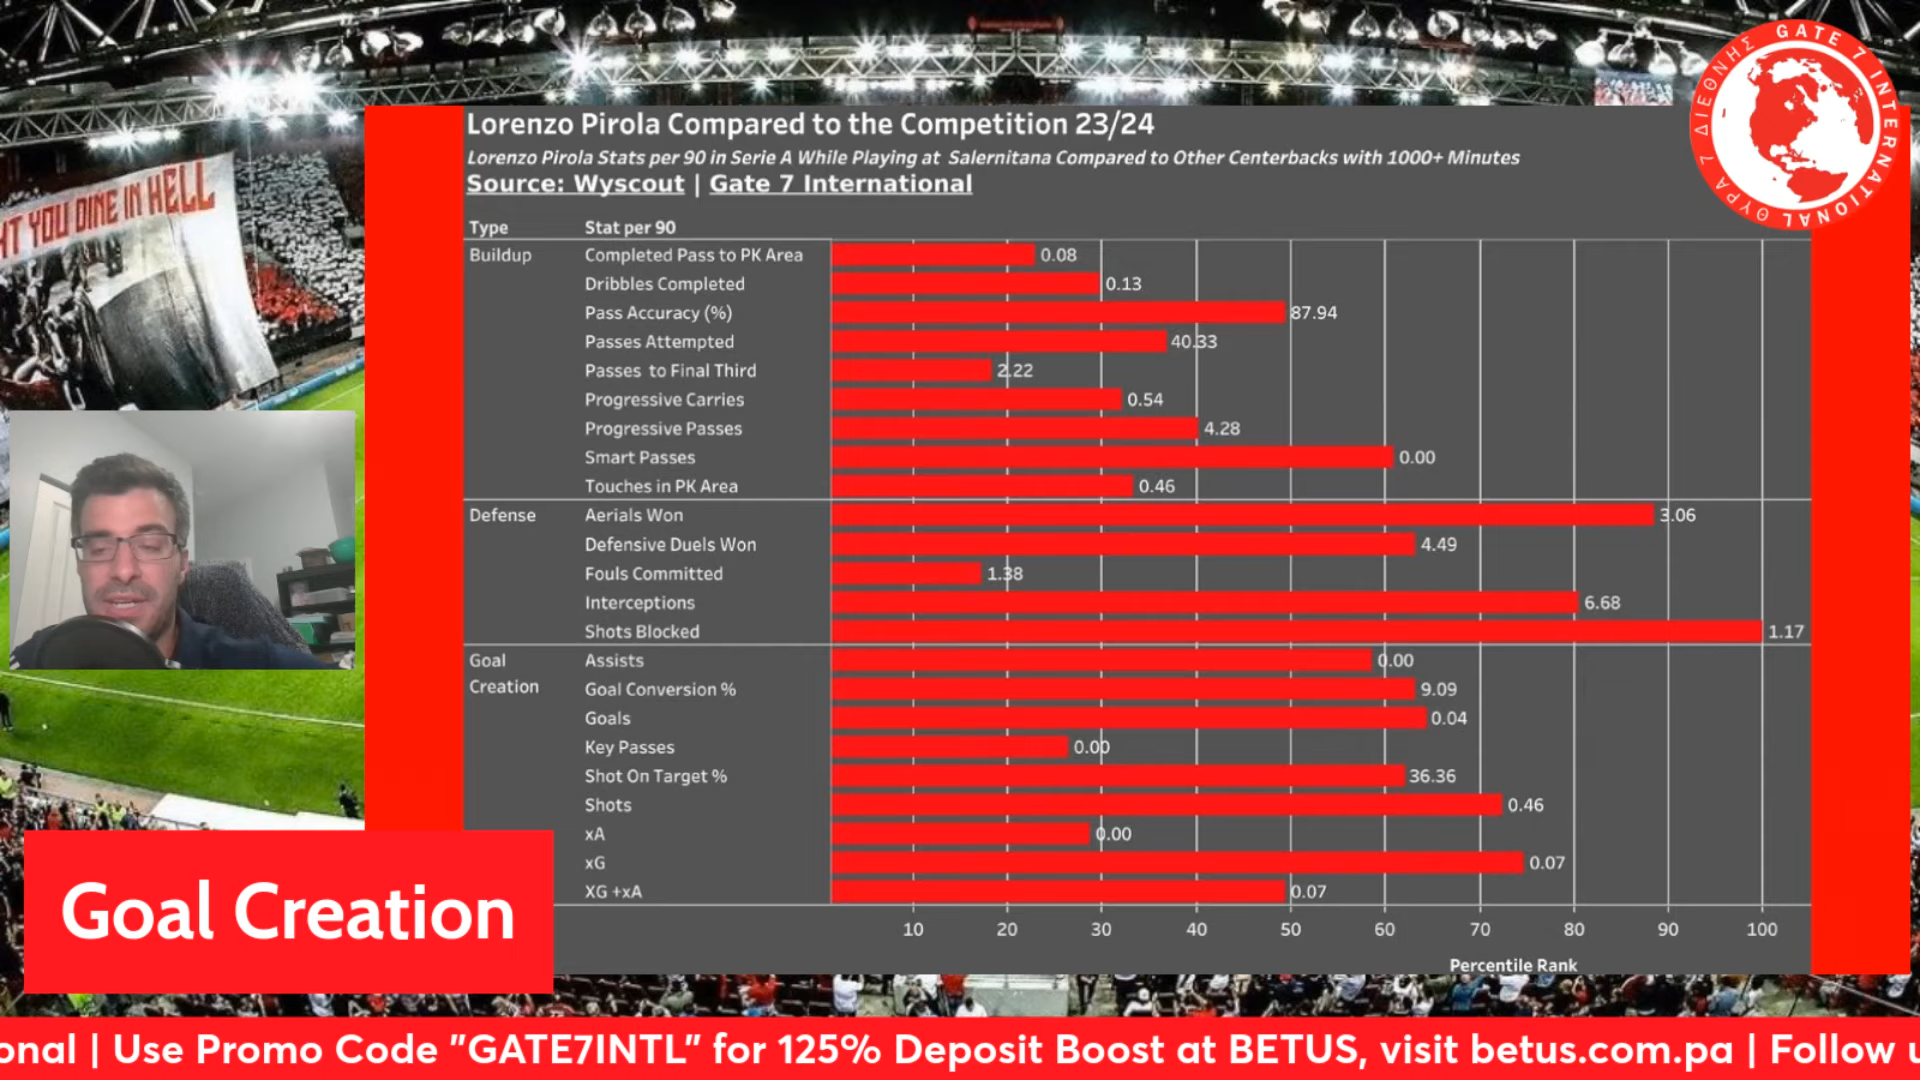 HT YOU DINE IN HELL
GATE 7 INTERNATIONAL
ΘΥΡΑ 7 ΔΙΕΘΝΗΣ
Lorenzo Pirola Compared to the Competition 23/24
Lorenzo Pirola Stats per 90 in Serie A While Playing at Salernitana Compared to Other Centerbacks with 1000+ Minutes
Source: Wyscout | Gate 7 International
Type Stat per 90
Buildup Completed Pass to PK Area 0.08
Dribbles Completed 0.13
Pass Accuracy (%) 87.94
Passes Attempted 40.33
Passes to Final Third 2.22
Progressive Carries 0.54
Progressive Passes 4.28
Smart Passes 0.00
Touches in PK Area 0.46
Defense Aerials Won 3.06
Defensive Duels Won 4.49
Fouls Committed 1.38
Interceptions 6.68
Shots Blocked 1.17
Goal Creation Assists 0.00
Goal Conversion % 9.09
Goals 0.04
Key Passes 0.00
Shot On Target % 36.36
Shots 0.46
xA 0.00
xG 0.07
XG +xA 0.07
10 20 30 40 50 60 70 80 90 100
Percentile Rank
Goal Creation
onal | Use Promo Code "GATE7INTL" for 125% Deposit Boost at BETUS, visit betus.com.pa | Follow u